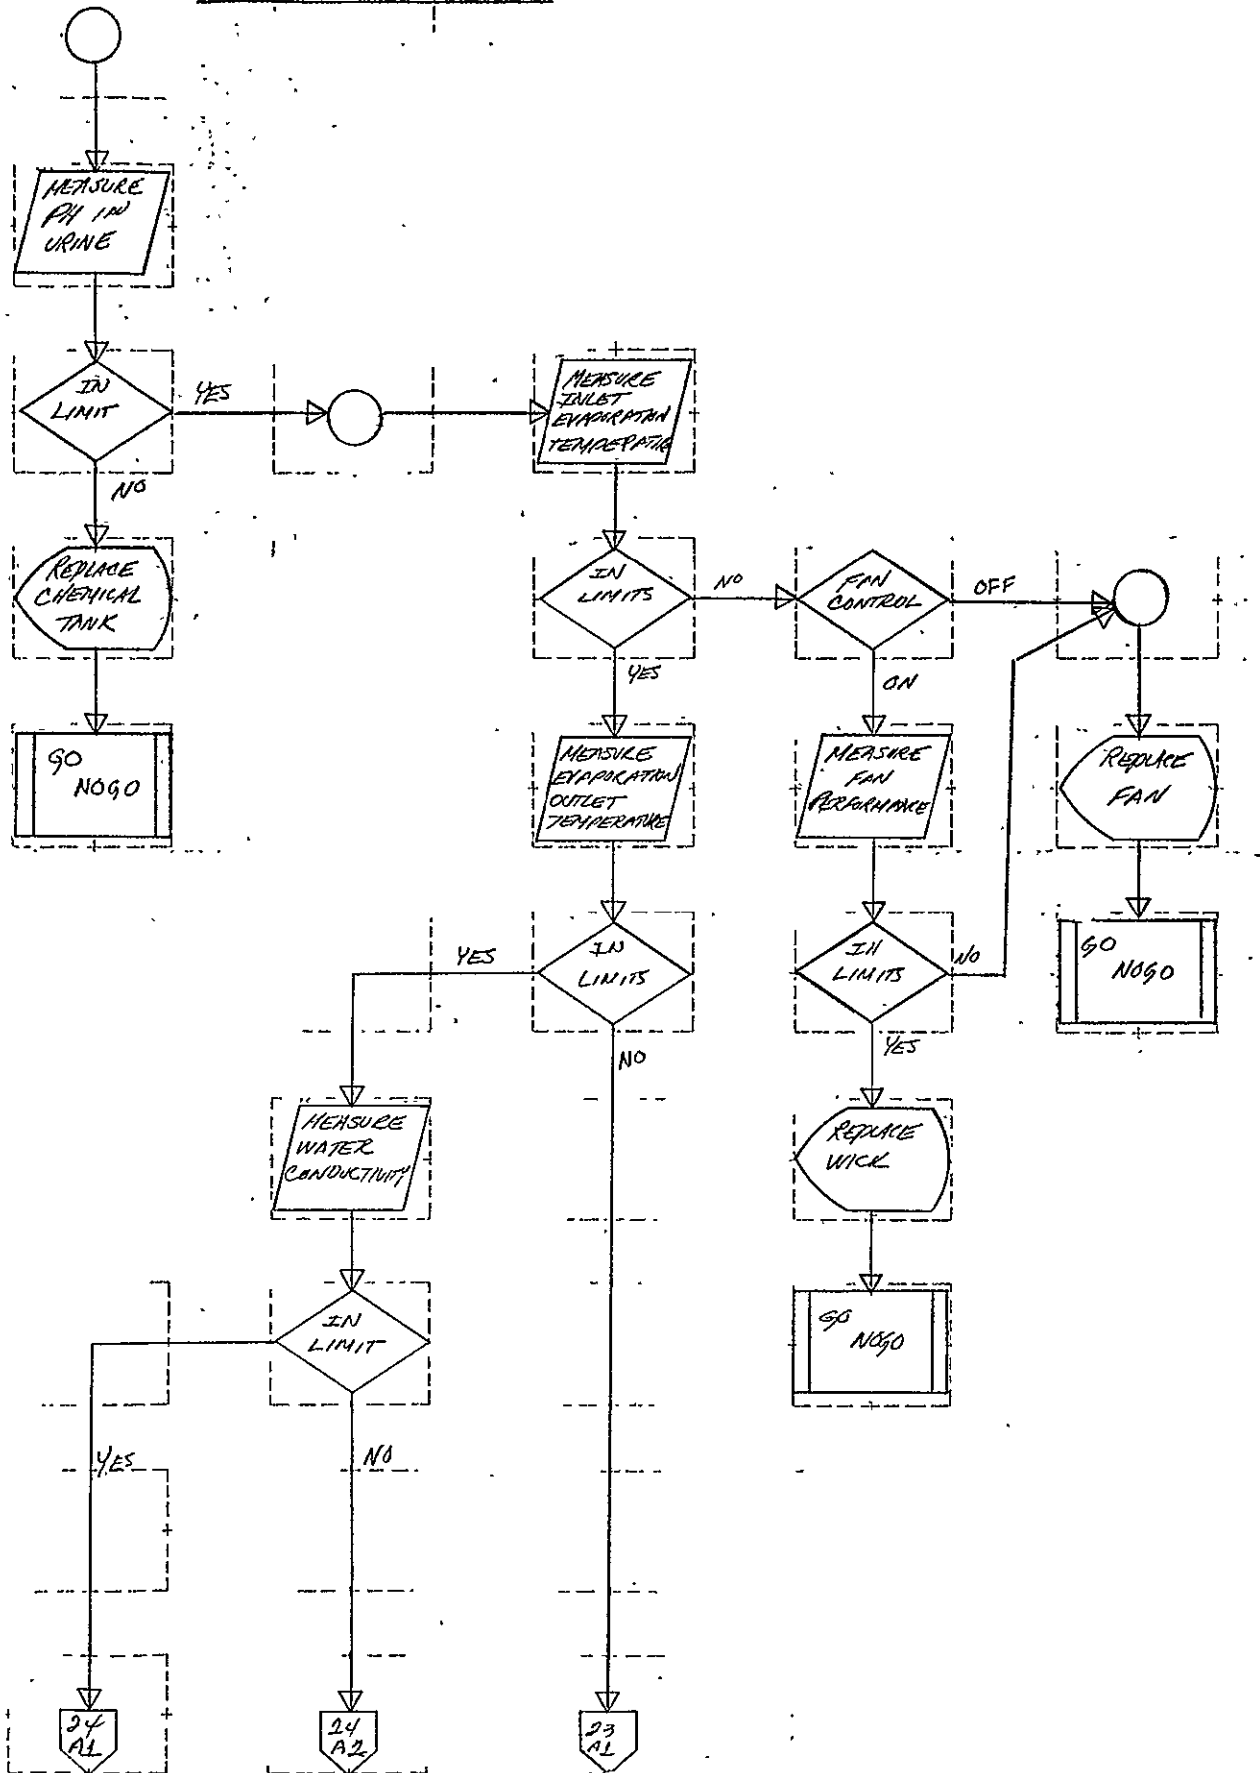 MEASURE
PH IN
URINE
IN
LIMIT
YES
NO
REPLACE
CHEMICAL
TANK
GO
NOGO
MEASURE
INLET
EVAPORATION
TEMPERATURE
IN
LIMITS
NO
YES
FAN
CONTROL
OFF
ON
MEASURE
EVAPORATION
OUTLET
TEMPERATURE
MEASURE
FAN
PERFORMANCE
REPLACE
FAN
GO
NOGO
IN
LIMITS
YES
NO
IN
LIMITS
NO
YES
MEASURE
WATER
CONDUCTIVITY
REPLACE
WICK
GO
NOGO
IN
LIMIT
YES
NO
24
A1
24
A2
23
A1